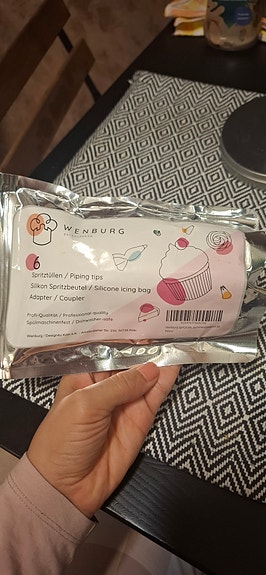 WENBURG
6
Spritztüllen / Piping tips
Silikon Spritzbeutel / Silicone icing bag
Adapter / Coupler
Profi-Qualität / Professional quality
Spülmaschinenfest / Dishwasher-safe